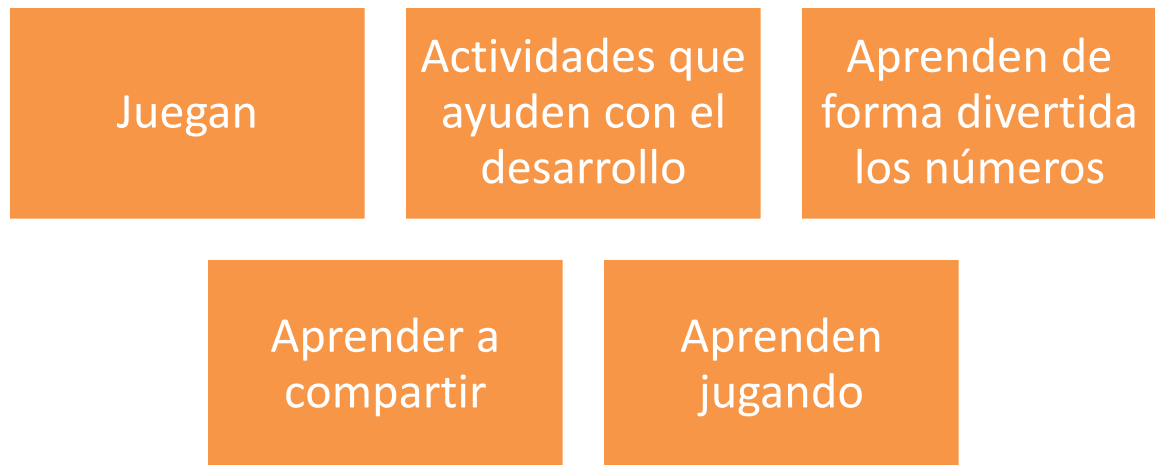 Juegan
Actividades que
ayuden con el
desarrollo
Aprenden de
forma divertida
los números
Aprender a
compartir
Aprenden
jugando